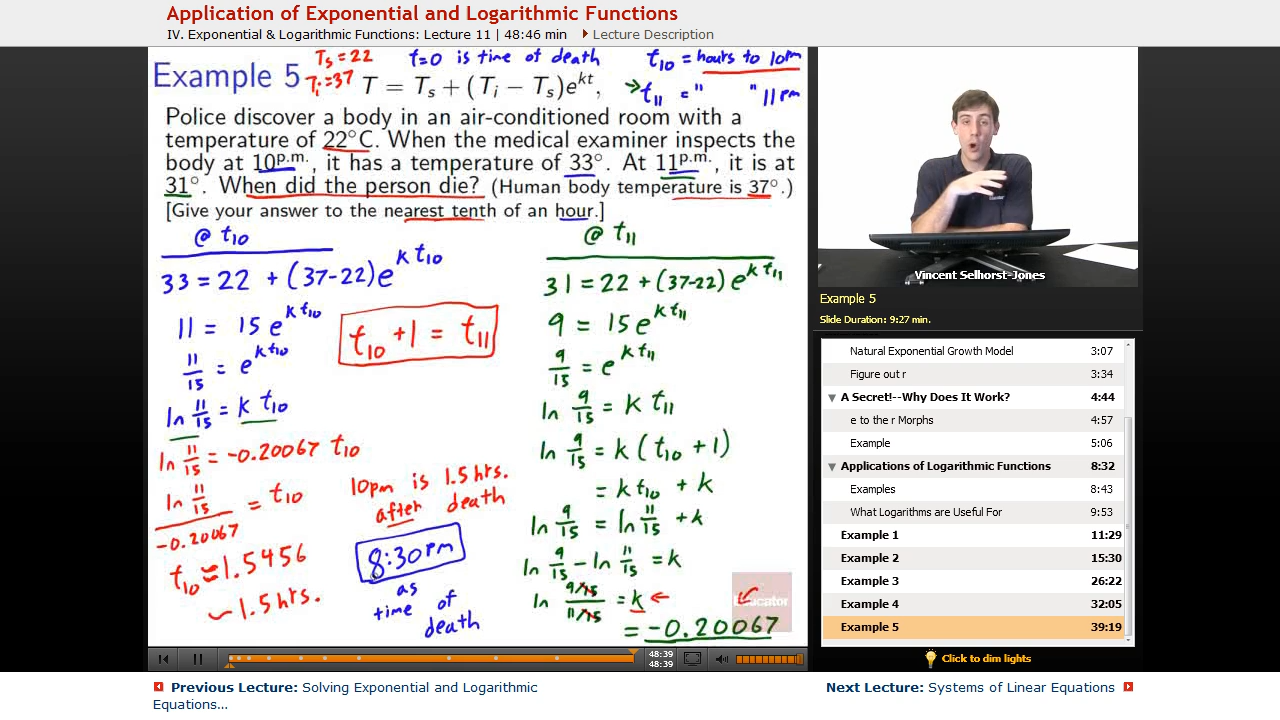 Application of Exponential and Logarithmic Functions
IV. Exponential & Logarithmic Functions: Lecture 11 | 48:46 min
Lecture Description
Ts = 22
t=0 is time of death
t10 = hours to 10pm
Example 5
Ti = 37
T = Ts + (Ti − Ts)e^kt,
→ t11 = " " 11pm
Police discover a body in an air-conditioned room with a
temperature of 22°C. When the medical examiner inspects the
body at 10p.m., it has a temperature of 33°. At 11p.m., it is at
31°. When did the person die? (Human body temperature is 37°.)
[Give your answer to the nearest tenth of an hour.]
@ t10
33 = 22 + (37-22)e^k t10
11 = 15 e^k t10
t10 + 1 = t11
11/15 = e^k t10
ln 11/15 = k t10
ln 11/15 = -0.20067 t10
ln 11/15 / -0.20067 = t10
t10 ≈ 1.5456
~ 1.5 hrs.
10pm is 1.5 hrs.
after death
8:30pm
as
time of
death
@ t11
31 = 22 + (37-22) e^k t11
9 = 15 e^k t11
9/15 = e^k t11
ln 9/15 = k t11
ln 9/15 = k (t10 + 1)
= k t10 + k
ln 9/15 = ln 11/15 + k
ln 9/15 - ln 11/15 = k
ln 9/15 / 11/15 = k ←
= -0.20067
Educator
Vincent Selhorst-Jones
Example 5
Slide Duration: 9:27 min.
Natural Exponential Growth Model 3:07
Figure out r 3:34
A Secret!--Why Does It Work? 4:44
e to the r Morphs 4:57
Example 5:06
Applications of Logarithmic Functions 8:32
Examples 8:43
What Logarithms are Useful For 9:53
Example 1 11:29
Example 2 15:30
Example 3 26:22
Example 4 32:05
Example 5 39:19
48:39
48:39
Click to dim lights
Previous Lecture: Solving Exponential and Logarithmic
Equations...
Next Lecture: Systems of Linear Equations